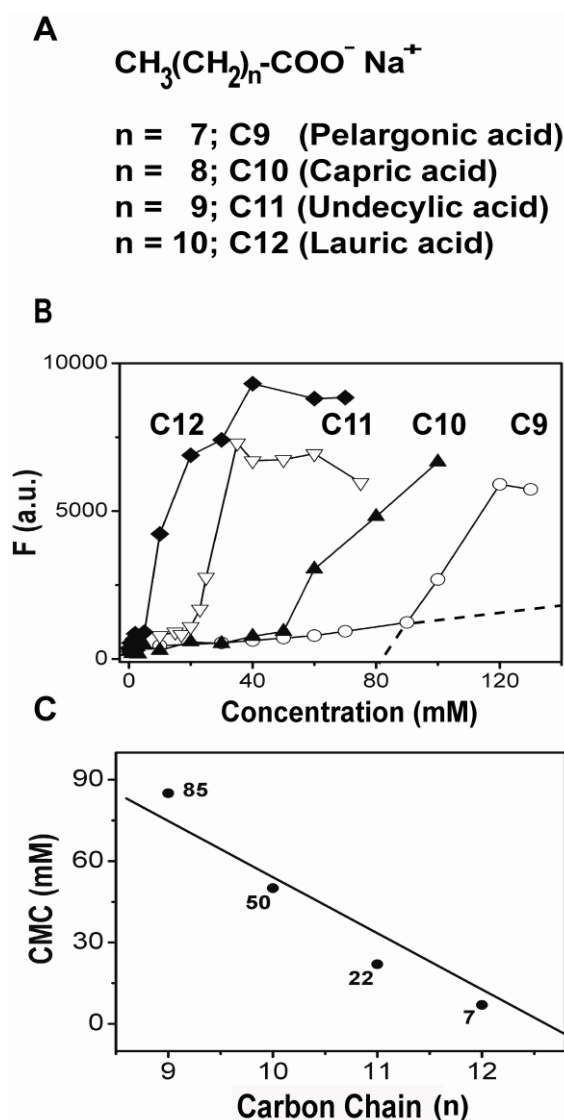 A
CH₃(CH₂)ₙ-COO⁻ Na⁺
n = 7; C9 (Pelargonic acid)
n = 8; C10 (Capric acid)
n = 9; C11 (Undecylic acid)
n = 10; C12 (Lauric acid)
B
10000
5000
0
F (a.u.)
C12 C11 C10 C9
0 40 80 120
Concentration (mM)
C
90
60
30
0
CMC (mM)
85
50
22
7
9 10 11 12
Carbon Chain (n)